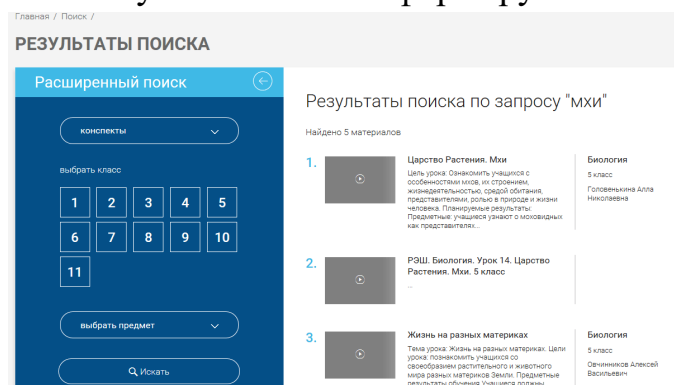 Главная / Поиск /
РЕЗУЛЬТАТЫ ПОИСКА
Расширенный поиск
конспекты
выбрать класс
1 2 3 4 5
6 7 8 9 10
11
выбрать предмет
Искать
Результаты поиска по запросу "мхи"
Найдено 5 материалов
1.
Царство Растения. Мхи
Цель урока: Ознакомить учащихся с
особенностями мхов, их строением,
жизнедеятельностью, средой обитания,
представителями, ролью в природе и жизни
человека. Планируемые результаты:
Предметные: учащиеся узнают о моховидных
как представителях...
Биология
5 класс
Головенькина Алла
Николаевна
2.
РЭШ. Биология. Урок 14. Царство
Растения. Мхи. 5 класс
...
3.
Жизнь на разных материках
Тема урока: Жизнь на разных материках. Цели
урока: познакомить учащихся со
своеобразием растительного и животного
мира разных материков Земли. Предметные
результаты обучения Учащиеся должны
Биология
5 класс
Овчинников Алексей
Васильевич